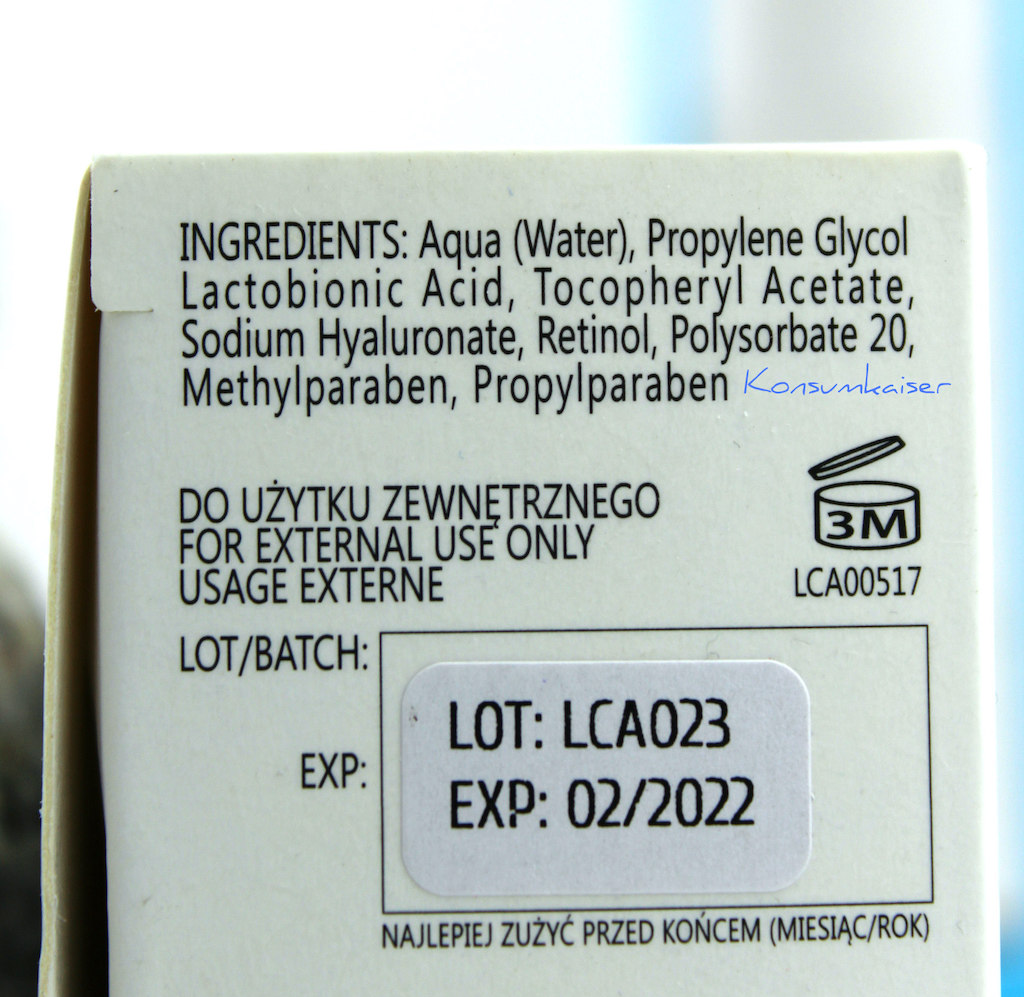 INGREDIENTS: Aqua (Water), Propylene Glycol
Lactobionic Acid, Tocopheryl Acetate,
Sodium Hyaluronate, Retinol, Polysorbate 20,
Methylparaben, Propylparaben Konsumkaiser
3M
DO UŻYTKU ZEWNĘTRZNEGO
FOR EXTERNAL USE ONLY
USAGE EXTERNE
LCA00517
LOT/BATCH:
LOT: LCA023
EXP:
EXP: 02/2022
NAJLEPIEJ ZUŻYĆ PRZED KOŃCEM (MIESIĄC/ROK)